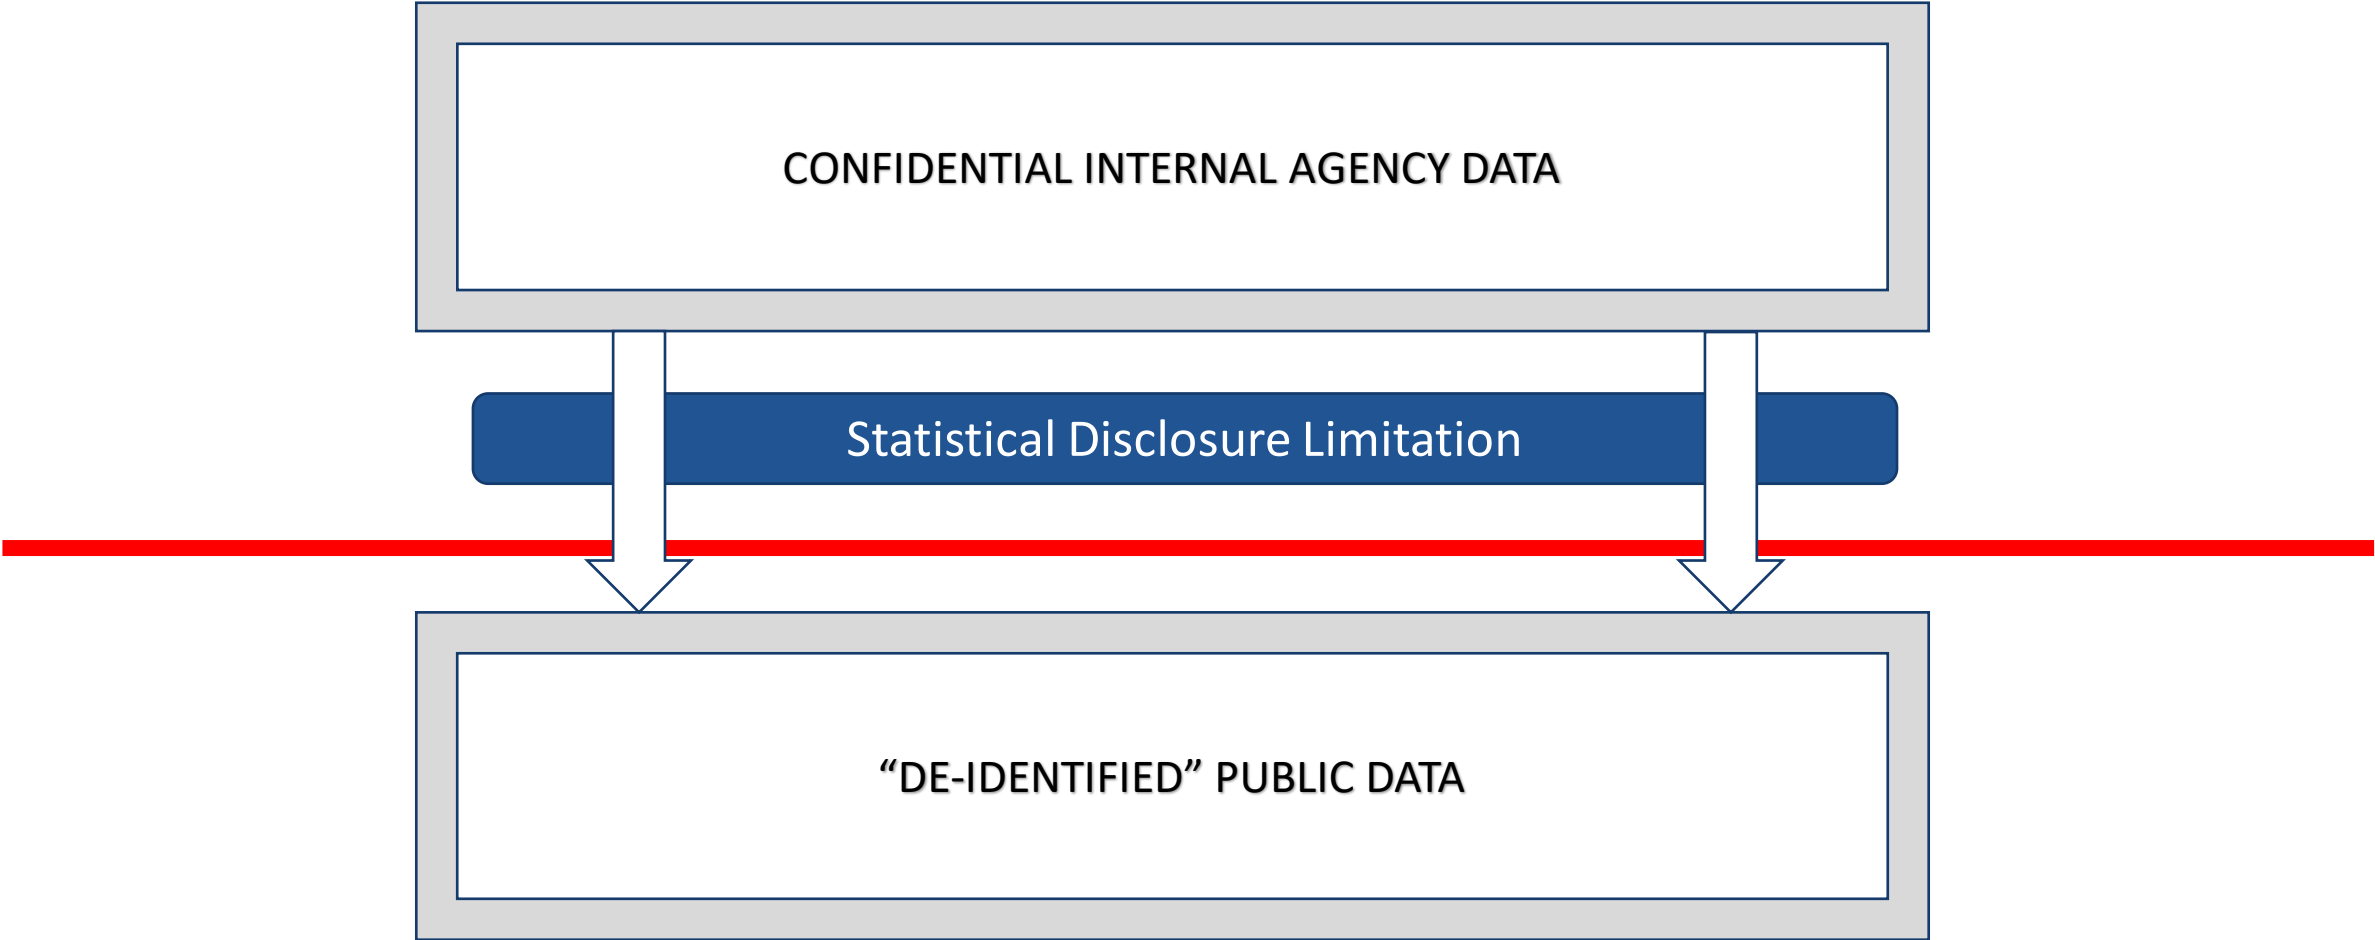 CONFIDENTIAL INTERNAL AGENCY DATA
Statistical Disclosure Limitation
“DE-IDENTIFIED” PUBLIC DATA